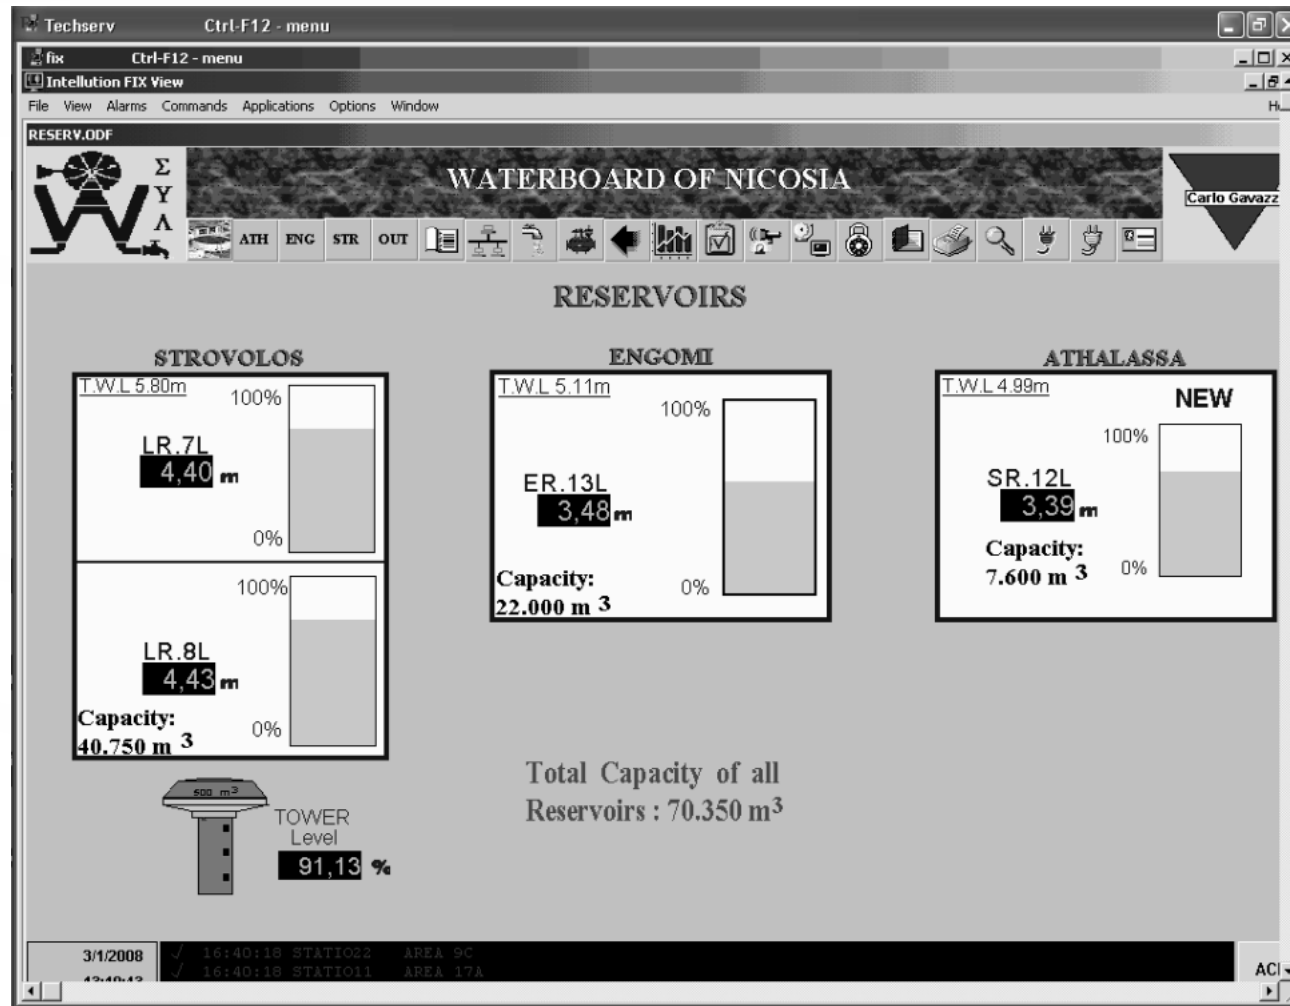 Techserv Ctrl-F12 - menu
fix Ctrl-F12 - menu
Intellution FIX View
File View Alarms Commands Applications Options Window
RESERV.ODF
Σ
Υ
Λ
WATERBOARD OF NICOSIA
Carlo Gavazz
ATH ENG STR OUT
RESERVOIRS
STROVOLOS
T.W.L 5.80m
100%
LR.7L
4,40 m
0%
100%
LR.8L
4,43 m
Capacity:
0%
40.750 m 3
ENGOMI
T.W.L 5.11m
100%
ER.13L
3,48 m
Capacity:
0%
22.000 m 3
ATHALASSA
T.W.L 4.99m
NEW
100%
SR.12L
3,39 m
Capacity:
7.600 m 3
0%
500 m3
TOWER
Level
91,13 %
Total Capacity of all
Reservoirs : 70.350 m3
3/1/2008
√ 16:40:18 STATIO22 AREA 9C
√ 16:40:18 STATIO11 AREA 17A